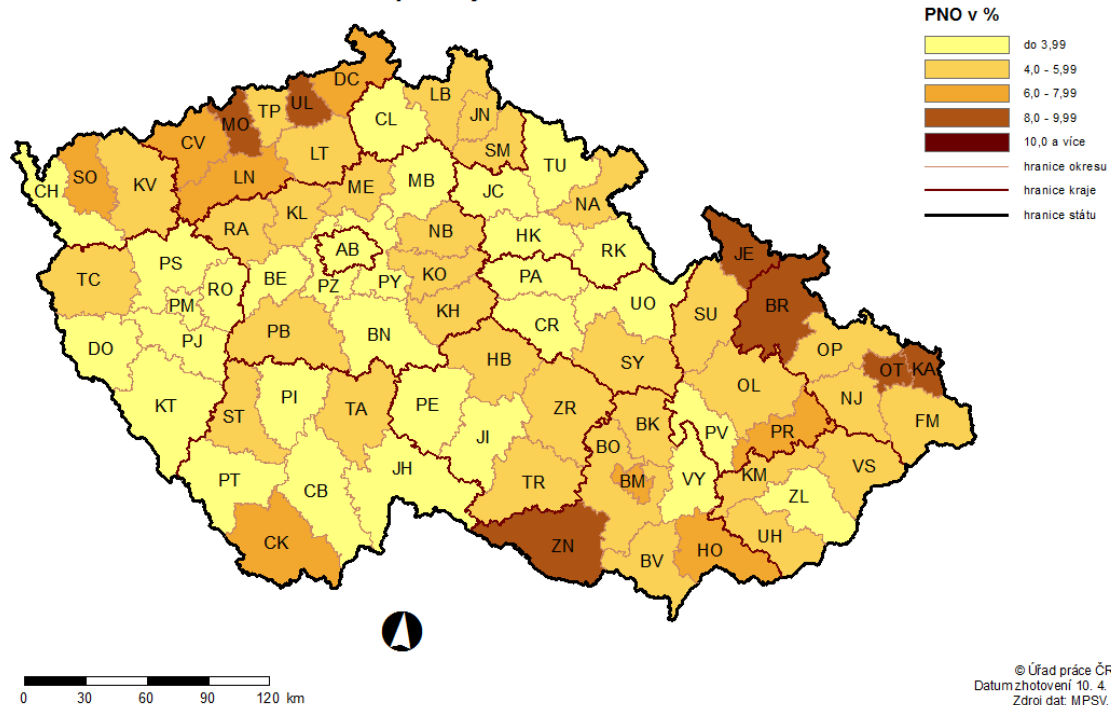 PNO v %
do 3,99
4,0 - 5,99
6,0 - 7,99
8,0 - 9,99
10,0 a více
hranice okresu
hranice kraje
hranice státu
DC
UL
TP
MO
LB
JN
CL
SM
CV
LT
TU
SO
KV
LN
CH
ME
MB
JC
NA
KL
RA
NB
HK
AB
RK
JE
PS
BE
KO
PA
TC
RO
PZ
PY
UO
BR
PM
KH
CR
SU
PB
BN
DO
PJ
OP
HB
SY
OT
KA
OL
KT
PI
PE
NJ
ST
TA
ZR
FM
JI
BK
PV
PR
BO
VS
PT
CB
JH
TR
BM
VY
KM
ZL
CK
ZN
BV
HO
UH
0 30 60 90 120 km
© Úřad práce ČR
Datum zhotovení 10. 4.
Zdroj dat: MPSV,